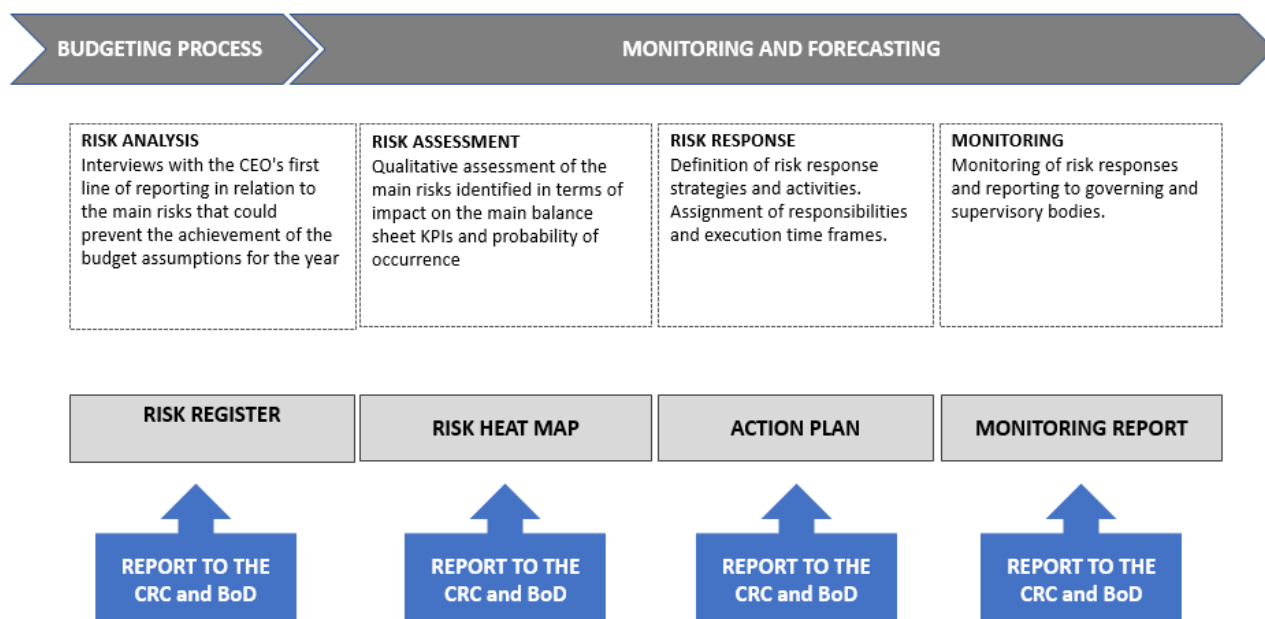 BUDGETING PROCESS
MONITORING AND FORECASTING
RISK ANALYSIS
Interviews with the CEO's first
line of reporting in relation to
the main risks that could
prevent the achievement of the
budget assumptions for the year
RISK ASSESSMENT
Qualitative assessment of the
main risks identified in terms of
impact on the main balance
sheet KPIs and probability of
occurrence
RISK RESPONSE
Definition of risk response
strategies and activities.
Assignment of responsibilities
and execution time frames.
MONITORING
Monitoring of risk responses
and reporting to governing and
supervisory bodies.
RISK REGISTER
RISK HEAT MAP
ACTION PLAN
MONITORING REPORT
REPORT TO THE
CRC and BoD
REPORT TO THE
CRC and BoD
REPORT TO THE
CRC and BoD
REPORT TO THE
CRC and BoD